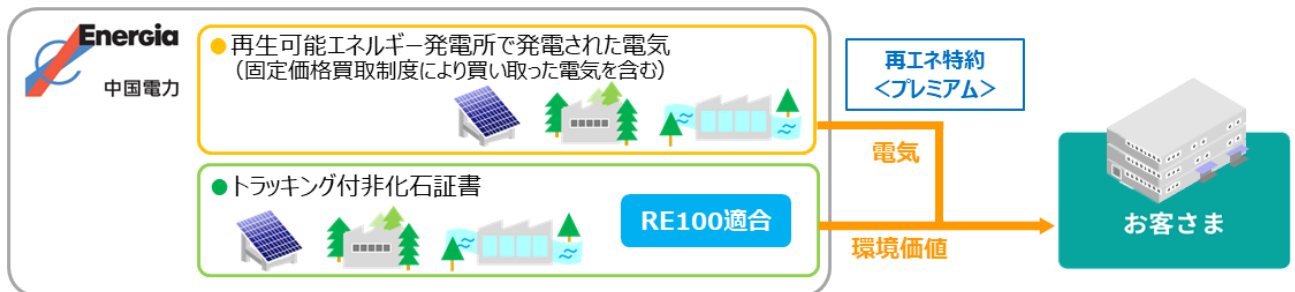 Energia
中国電力
●再生可能エネルギー発電所で発電された電気
（固定価格買取制度により買い取った電気を含む）
再エネ特約
＜プレミアム＞
電気
●トラッキング付非化石証書
RE100適合
環境価値
お客さま